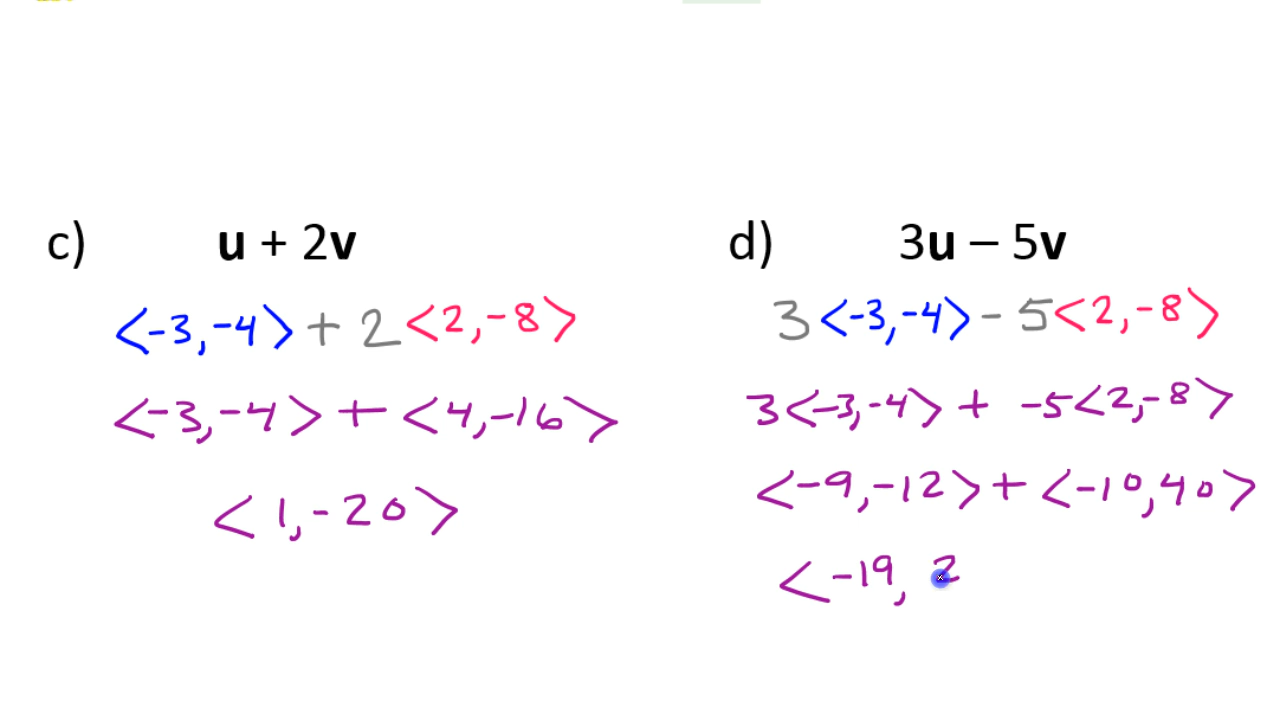 c) u + 2v
<-3,-4> + 2<2,-8>
<-3,-4> + <4,-16>
<1,-20>
d) 3u – 5v
3<-3,-4> - 5<2,-8>
3<-3,-4> + -5<2,-8>
<-9,-12> + <-10,40>
<-19, 2